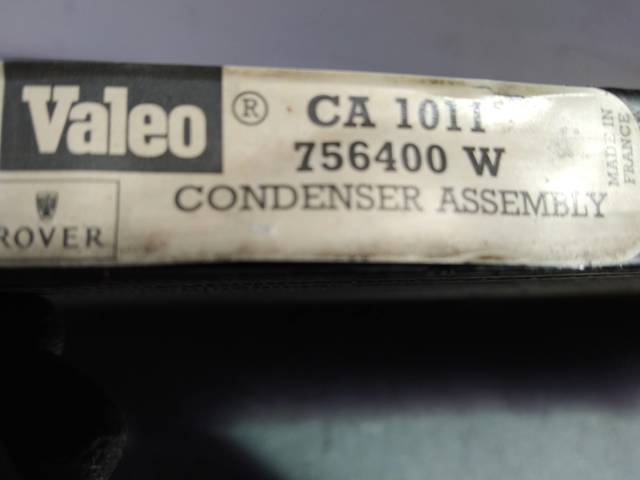 Valeo ® CA 1011
756400 W
CONDENSER ASSEMBLY
MADE IN
FRANCE
ROVER